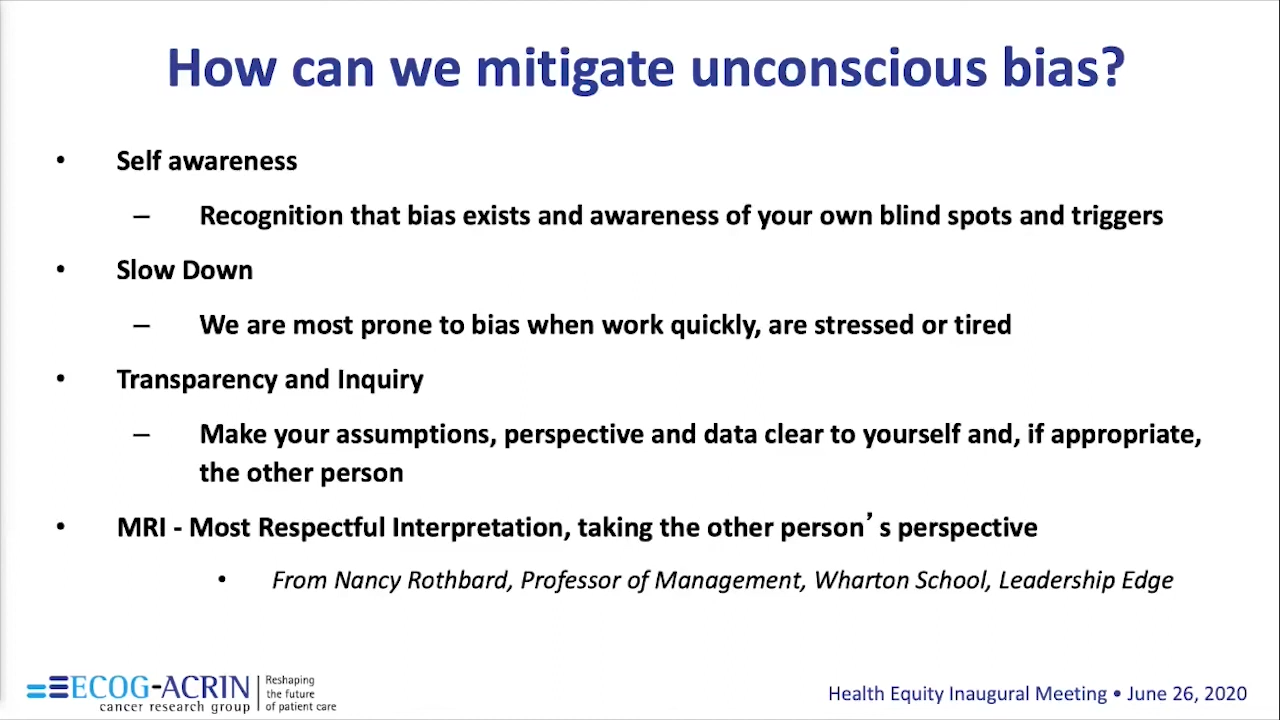 How can we mitigate unconscious bias?
• Self awareness
– Recognition that bias exists and awareness of your own blind spots and triggers
• Slow Down
– We are most prone to bias when work quickly, are stressed or tired
• Transparency and Inquiry
– Make your assumptions, perspective and data clear to yourself and, if appropriate,
the other person
• MRI - Most Respectful Interpretation, taking the other person’s perspective
• From Nancy Rothbard, Professor of Management, Wharton School, Leadership Edge
ECOG-ACRIN
cancer research group
Reshaping
the future
of patient care
Health Equity Inaugural Meeting • June 26, 2020